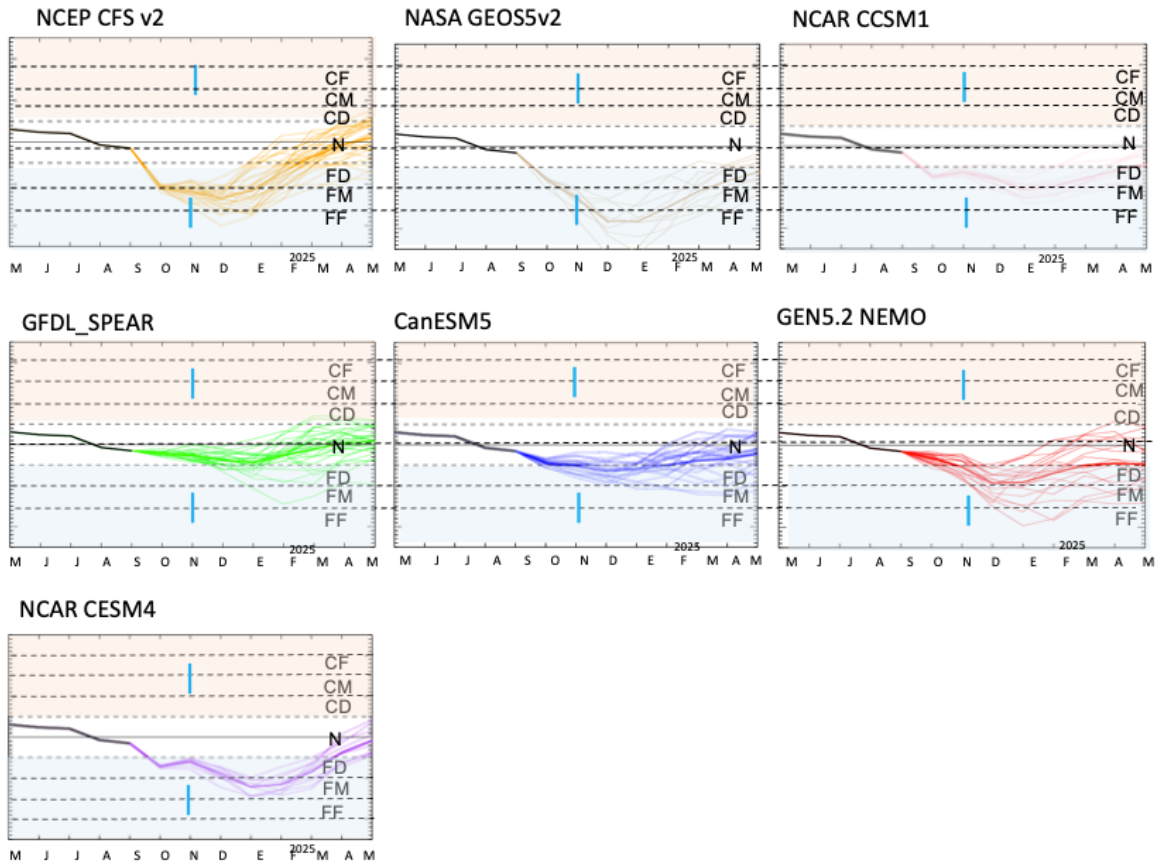 NCEP CFS v2
NASA GEOS5v2
NCAR CCSM1
CF
CM
CD
N
FD
FM
FF
CF
CM
CD
N
FD
FM
FF
CF
CM
CD
N
FD
FM
FF
2025
2025
2025
M J J A S O N D E F M A M
M J J A S O N D E F M A M
M J J A S O N D E F M A M
GFDL_SPEAR
CanESM5
GEN5.2 NEMO
CF
CM
CD
N
FD
FM
FF
CF
CM
CD
N
FD
FM
FF
CF
CM
CD
N
FD
FM
FF
2025
2025
2025
M J J A S O N D E F M A M
M J J A S O N D E F M A M
M J J A S O N D E F M A M
NCAR CESM4
CF
CM
CD
N
FD
FM
FF
2025
M J J A S O N D E F M A M